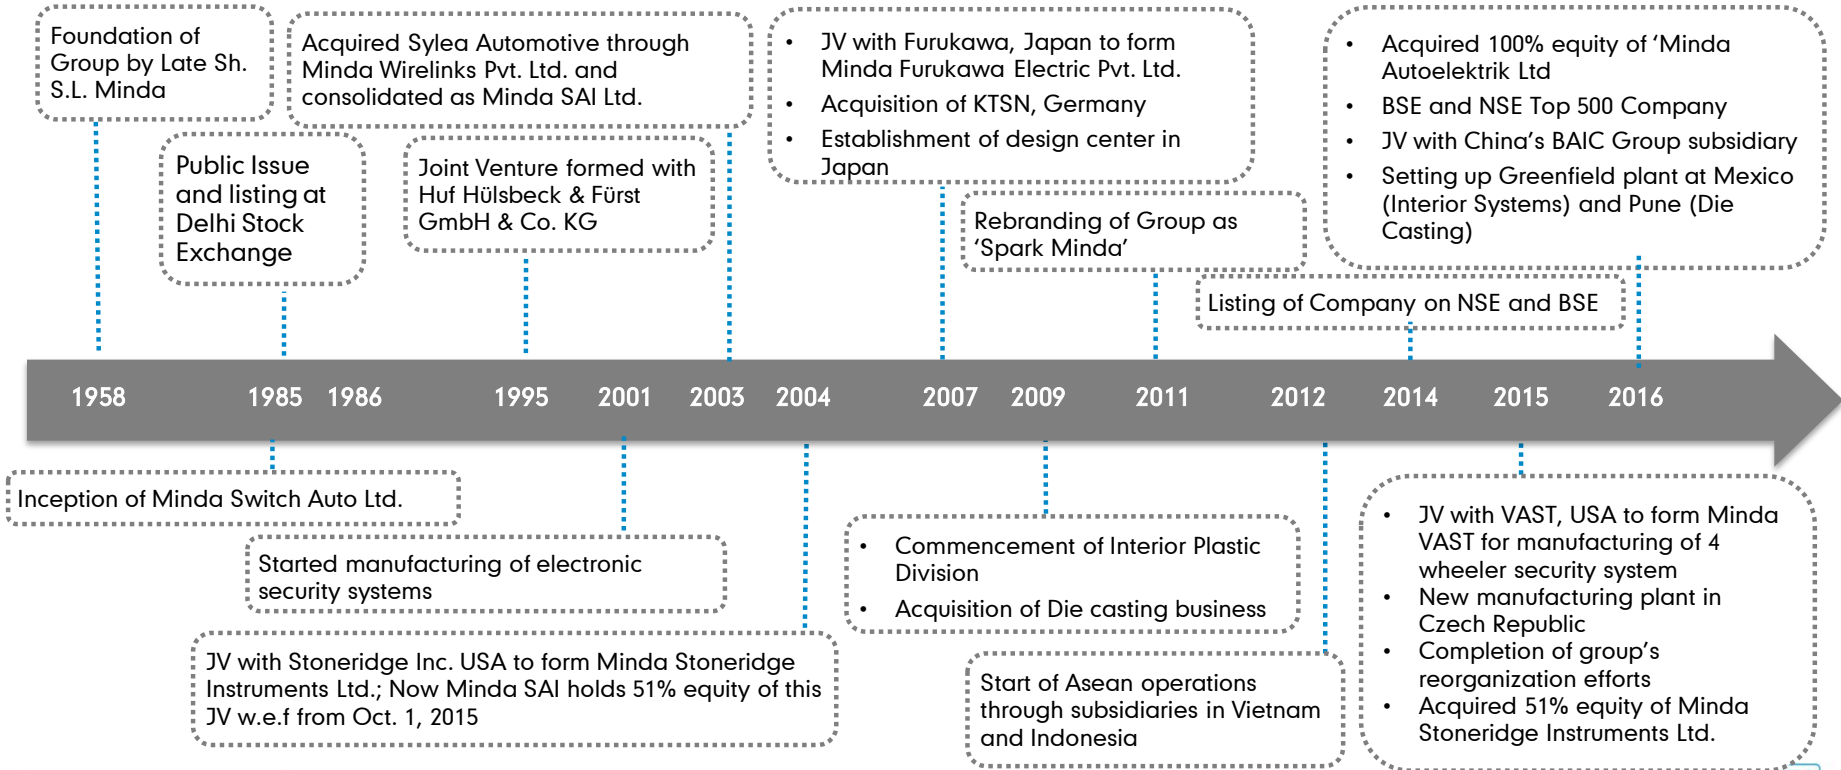 Foundation of
Group by Late Sh.
S.L. Minda
Acquired Sylea Automotive through
Minda Wirelinks Pvt. Ltd. and
consolidated as Minda SAI Ltd.
• JV with Furukawa, Japan to form
Minda Furukawa Electric Pvt. Ltd.
• Acquisition of KTSN, Germany
• Establishment of design center in
Japan
• Acquired 100% equity of ‘Minda
Autoelektrik Ltd
• BSE and NSE Top 500 Company
• JV with China’s BAIC Group subsidiary
• Setting up Greenfield plant at Mexico
(Interior Systems) and Pune (Die
Casting)
Public Issue
and listing at
Delhi Stock
Exchange
Joint Venture formed with
Huf Hülsbeck & Fürst
GmbH & Co. KG
Rebranding of Group as
‘Spark Minda’
Listing of Company on NSE and BSE
1958 1985 1986 1995 2001 2003 2004 2007 2009 2011 2012 2014 2015 2016
Inception of Minda Switch Auto Ltd.
Started manufacturing of electronic
security systems
JV with Stoneridge Inc. USA to form Minda Stoneridge
Instruments Ltd.; Now Minda SAI holds 51% equity of this
JV w.e.f from Oct. 1, 2015
• Commencement of Interior Plastic
Division
• Acquisition of Die casting business
Start of Asean operations
through subsidiaries in Vietnam
and Indonesia
• JV with VAST, USA to form Minda
VAST for manufacturing of 4
wheeler security system
• New manufacturing plant in
Czech Republic
• Completion of group’s
reorganization efforts
• Acquired 51% equity of Minda
Stoneridge Instruments Ltd.